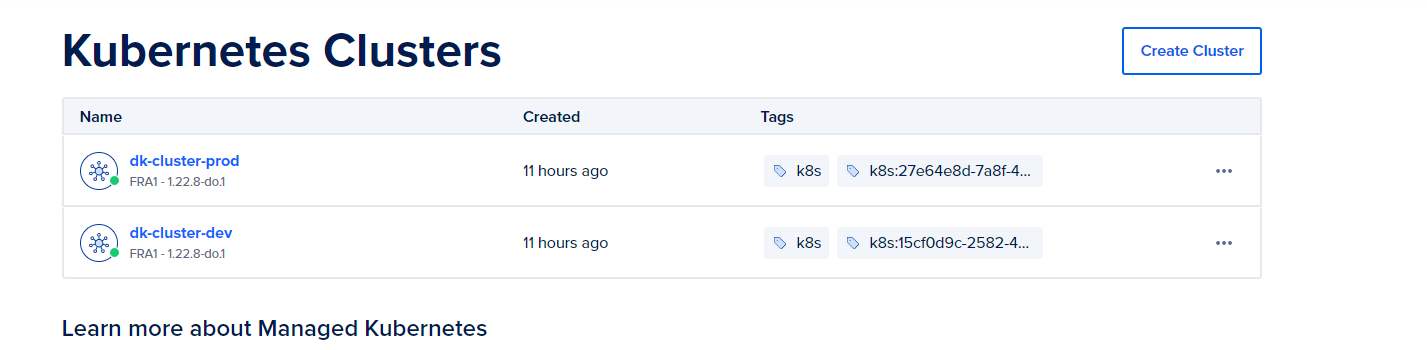 Kubernetes Clusters
Create Cluster
Name Created Tags
dk-cluster-prod
FRA1 - 1.22.8-do.1
11 hours ago
k8s
k8s:27e64e8d-7a8f-4...
dk-cluster-dev
FRA1 - 1.22.8-do.1
11 hours ago
k8s
k8s:15cf0d9c-2582-4...
Learn more about Managed Kubernetes